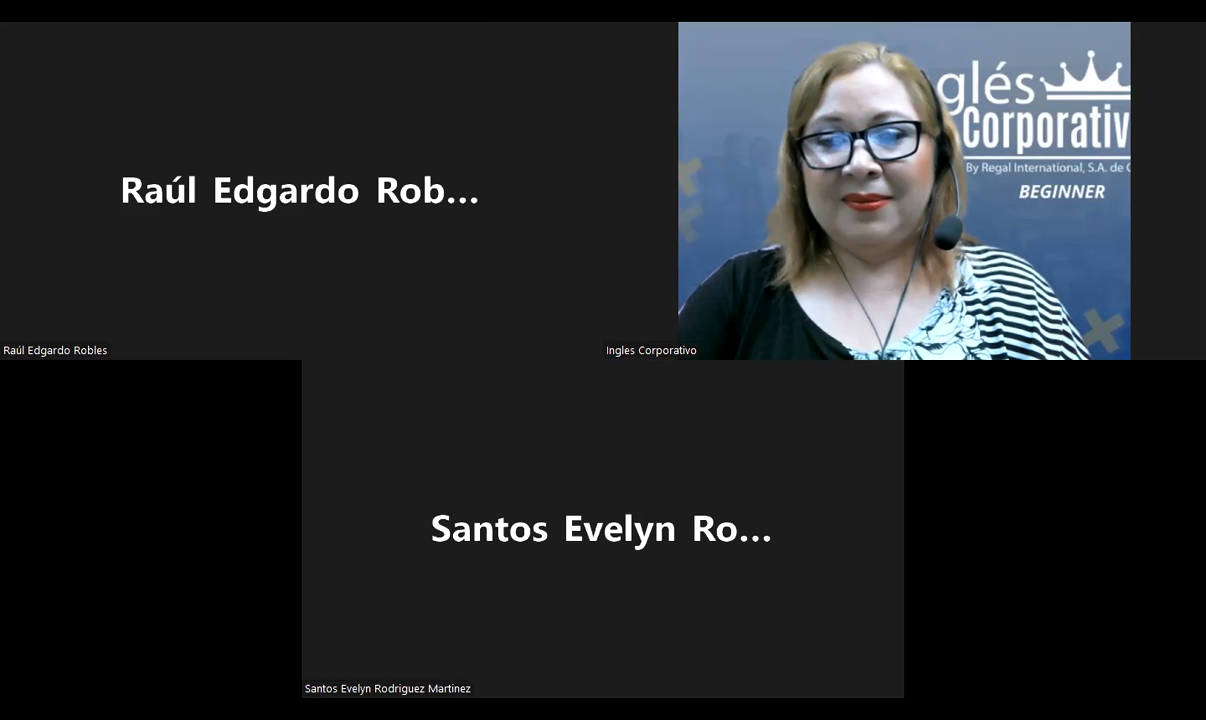 Raúl Edgardo Rob...
Raúl Edgardo Robles
glés
Corporativ
By Regal International, S.A. de C
BEGINNER
Ingles Corporativo
Santos Evelyn Ro...
Santos Evelyn Rodriguez Martinez